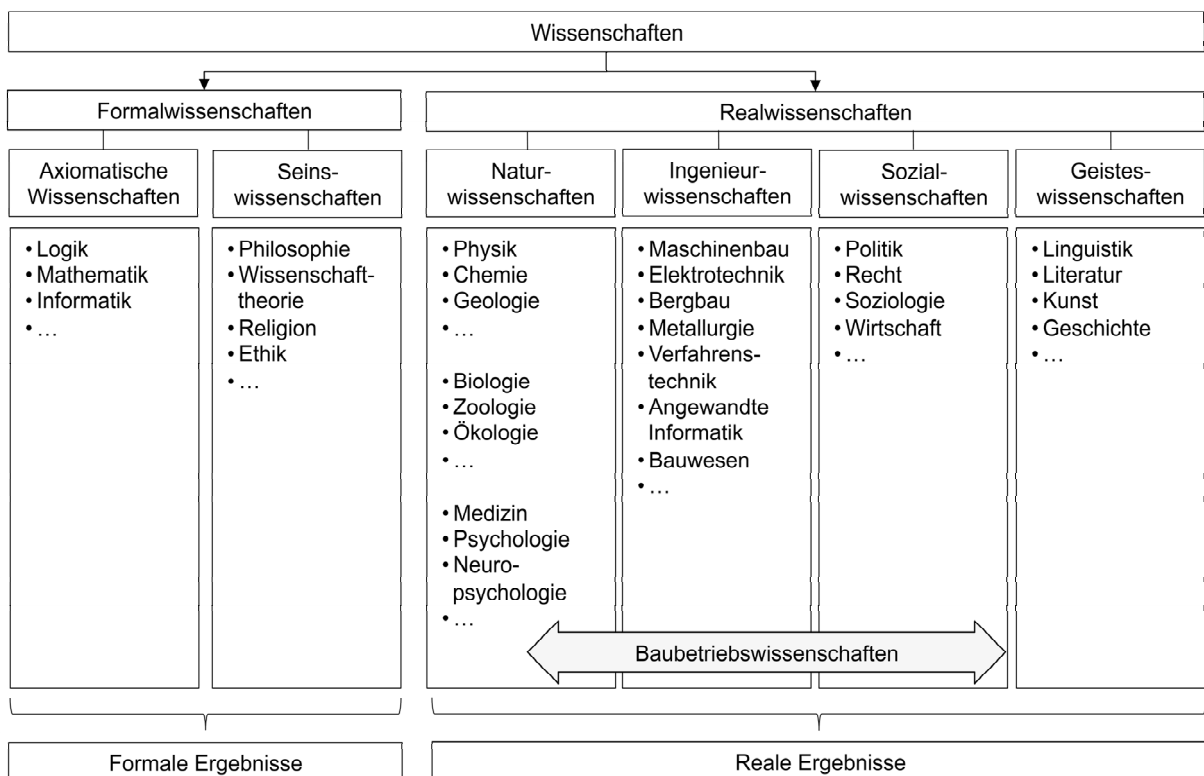 Wissenschaften
Formalwissenschaften
Realwissenschaften
Axiomatische
Wissenschaften
Seins-
wissenschaften
Natur-
wissenschaften
Ingenieur-
wissenschaften
Sozial-
wissenschaften
Geistes-
wissenschaften
• Logik
• Mathematik
• Informatik
• …
• Philosophie
• Wissenschaft-
theorie
• Religion
• Ethik
• …
• Physik
• Chemie
• Geologie
• …
• Biologie
• Zoologie
• Ökologie
• …
• Medizin
• Psychologie
• Neuro-
psychologie
• …
• Maschinenbau
• Elektrotechnik
• Bergbau
• Metallurgie
• Verfahrens-
technik
• Angewandte
Informatik
• Bauwesen
• …
• Politik
• Recht
• Soziologie
• Wirtschaft
• …
• Linguistik
• Literatur
• Kunst
• Geschichte
• …
Baubetriebswissenschaften
Formale Ergebnisse
Reale Ergebnisse